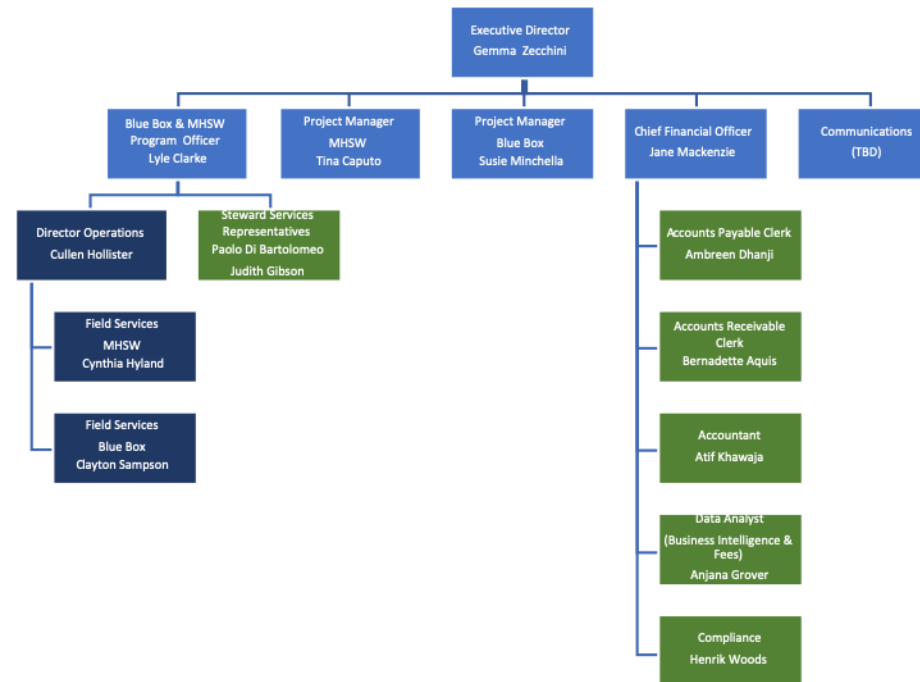 Executive Director
Gemma Zecchini
Blue Box & MHSW
Program Officer
Lyle Clarke
Project Manager
MHSW
Tina Caputo
Project Manager
Blue Box
Susie Minchella
Chief Financial Officer
Jane Mackenzie
Communications
(TBD)
Director Operations
Cullen Hollister
Steward Services
Representatives
Paolo Di Bartolomeo
Judith Gibson
Accounts Payable Clerk
Ambreen Dhanji
Field Services
MHSW
Cynthia Hyland
Accounts Receivable
Clerk
Bernadette Aquis
Field Services
Blue Box
Clayton Sampson
Accountant
Atif Khawaja
Data Analyst
(Business Intelligence &
Fees)
Anjana Grover
Compliance
Henrik Woods